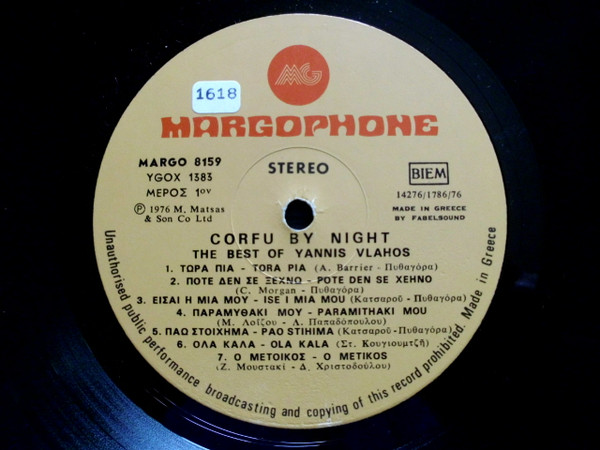 MG
1618
MARGOPHONE
MARGO 8159
YGOX 1383
ΜΕΡΟΣ 1ον
STEREO
BIEM
14276/1786/76
℗ 1976 M. Matsas
& Son Co Ltd
MADE IN GREECE
BY FABELSOUND
CORFU BY NIGHT
THE BEST OF YANNIS VLAHOS
1. ΤΩΡΑ ΠΙΑ - TORA PIA (A. Barrier - Πυθαγόρα)
2. ΠΟΤΕ ΔΕΝ ΣΕ ΞΕΧΝΟ - POTE DEN SE XEHNO
(C. Morgan - Πυθαγόρα)
3. ΕΙΣΑΙ Η ΜΙΑ ΜΟΥ - ISE I MIA MOU (Κατσαροῦ - Πυθαγόρα)
4. ΠΑΡΑΜΥΘΑΚΙ ΜΟΥ - PARAMITHAKI MOU
(Μ. Λοΐζου - Λ. Παπαδόπουλου)
5. ΠΑΩ ΣΤΟΙΧΗΜΑ - PAO STIHIMA (Κατσαροῦ - Πυθαγόρα)
6. ΟΛΑ ΚΑΛΑ - OLA KALA (Στ. Κουγιουμτζῆ)
7. Ο ΜΕΤΟΙΚΟΣ - O METIKOS
(Ζ. Μουστακί - Δ. Χριστοδούλου)
Unauthorised public performance broadcasting and copying of this record prohibited. Made in Greece